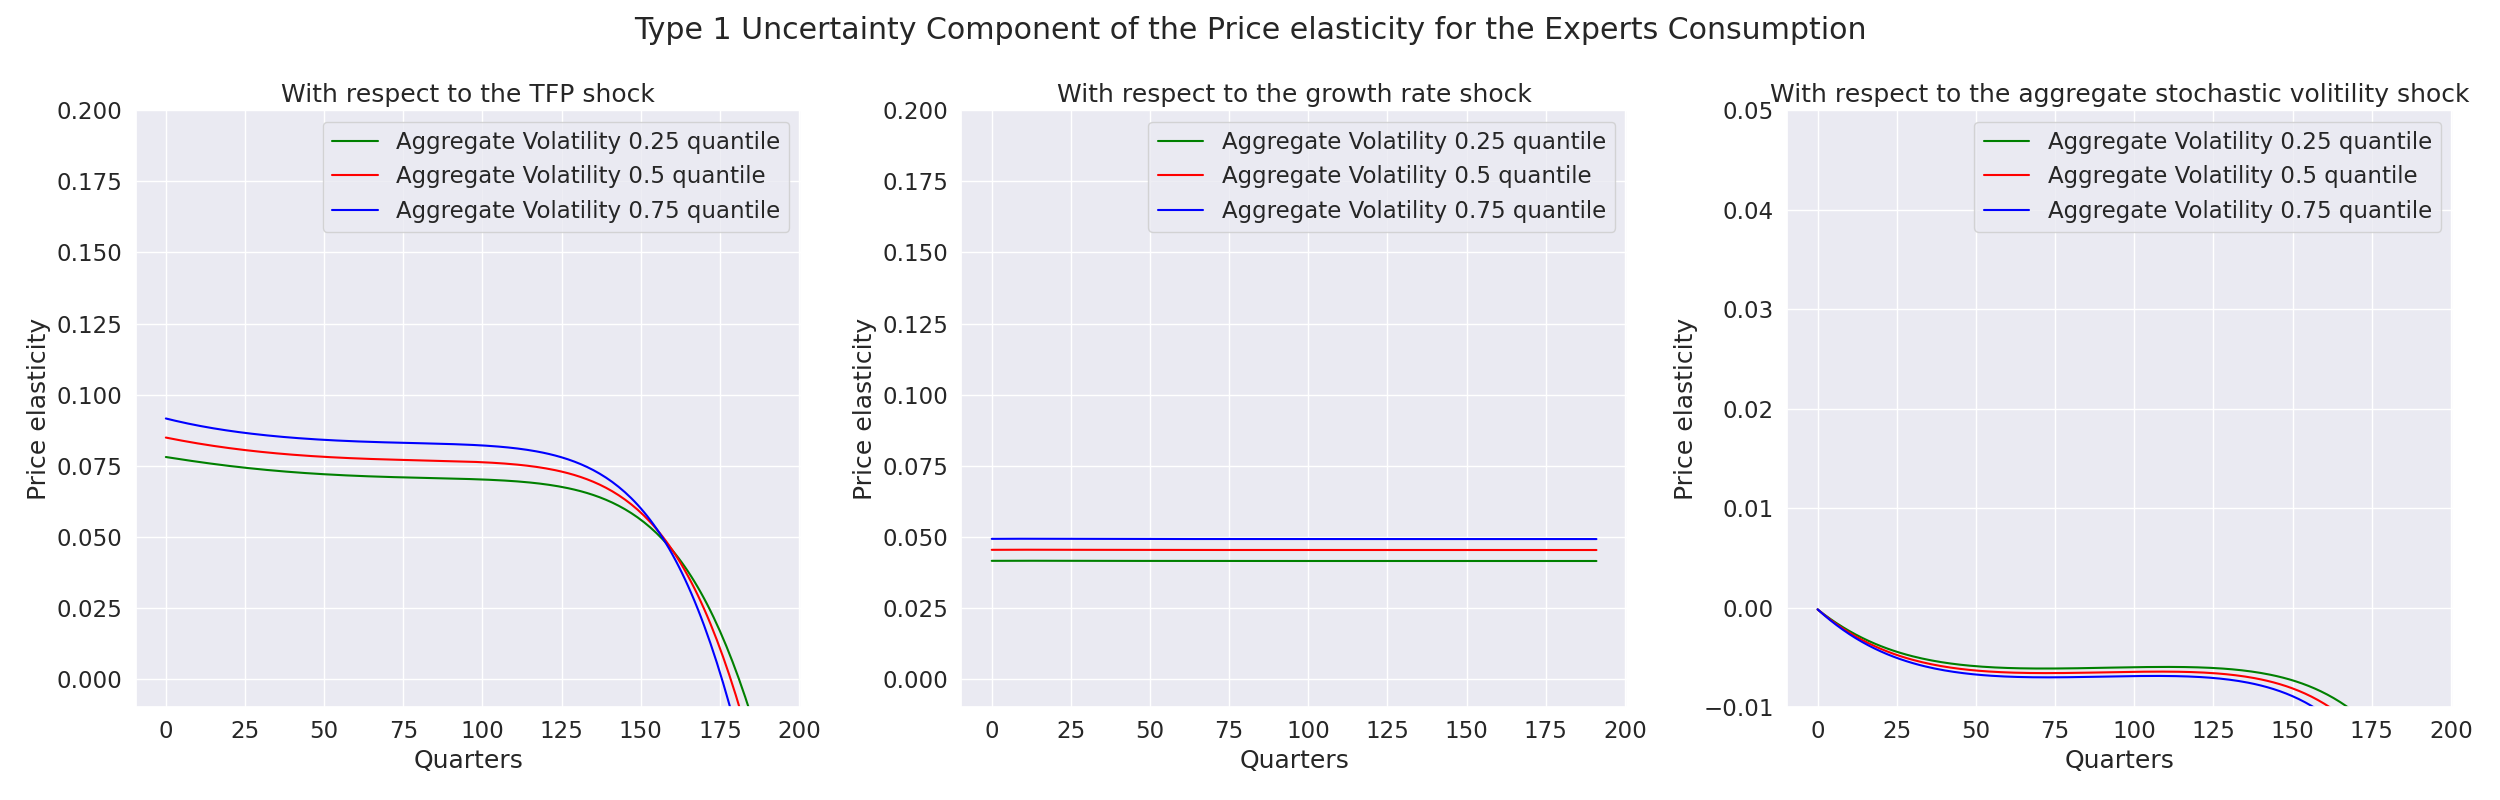 Type 1 Uncertainty Component of the Price elasticity for the Experts Consumption
With respect to the TFP shock
0.200
0.175
0.150
0.125
0.100
0.075
0.050
0.025
0.000
Price elasticity
Aggregate Volatility 0.25 quantile
Aggregate Volatility 0.5 quantile
Aggregate Volatility 0.75 quantile
0 25 50 75 100 125 150 175 200
Quarters
With respect to the growth rate shock
0.200
0.175
0.150
0.125
0.100
0.075
0.050
0.025
0.000
Price elasticity
Aggregate Volatility 0.25 quantile
Aggregate Volatility 0.5 quantile
Aggregate Volatility 0.75 quantile
0 25 50 75 100 125 150 175 200
Quarters
With respect to the aggregate stochastic volitility shock
0.05
0.04
0.03
0.02
0.01
0.00
−0.01
Price elasticity
Aggregate Volatility 0.25 quantile
Aggregate Volatility 0.5 quantile
Aggregate Volatility 0.75 quantile
0 25 50 75 100 125 150 175 200
Quarters